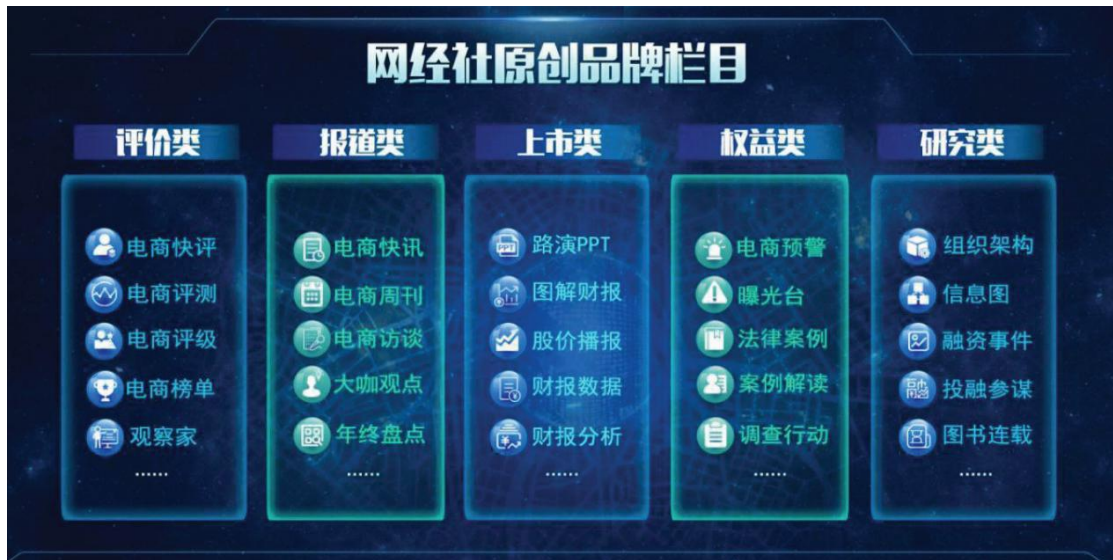 网经社原创品牌栏目
评价类
电商快评
电商评测
电商评级
电商榜单
观察家
......
报道类
电商快讯
电商周刊
电商访谈
大咖观点
年终盘点
......
上市类
路演PPT
图解财报
股价播报
财报数据
财报分析
......
权益类
电商预警
曝光台
法律案例
案例解读
调查行动
......
研究类
组织架构
信息图
融资事件
投融参谋
图书连载
......